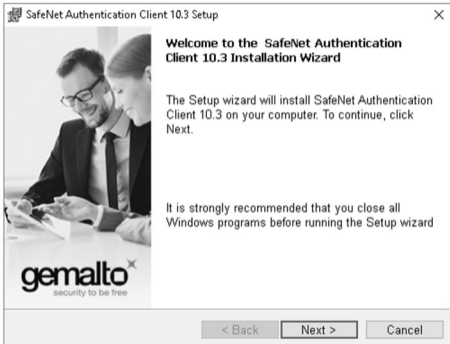 SafeNet Authentication Client 10.3 Setup
Welcome to the SafeNet Authentication
Client 10.3 Installation Wizard
The Setup wizard will install SafeNet Authentication
Client 10.3 on your computer. To continue, click
Next.
It is strongly recommended that you close all
Windows programs before running the Setup wizard
gemalto
security to be free
< Back
Next >
Cancel